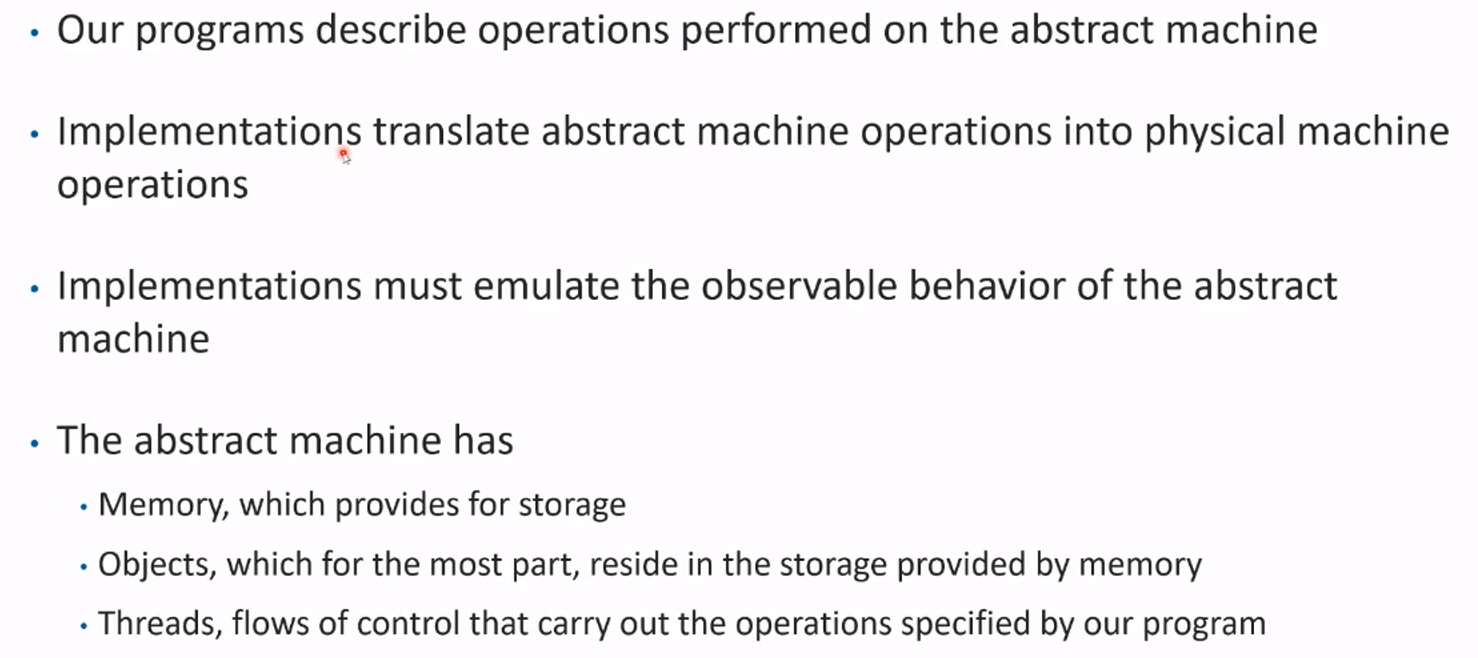 • Our programs describe operations performed on the abstract machine
• Implementations translate abstract machine operations into physical machine
operations
• Implementations must emulate the observable behavior of the abstract
machine
• The abstract machine has
• Memory, which provides for storage
• Objects, which for the most part, reside in the storage provided by memory
• Threads, flows of control that carry out the operations specified by our program